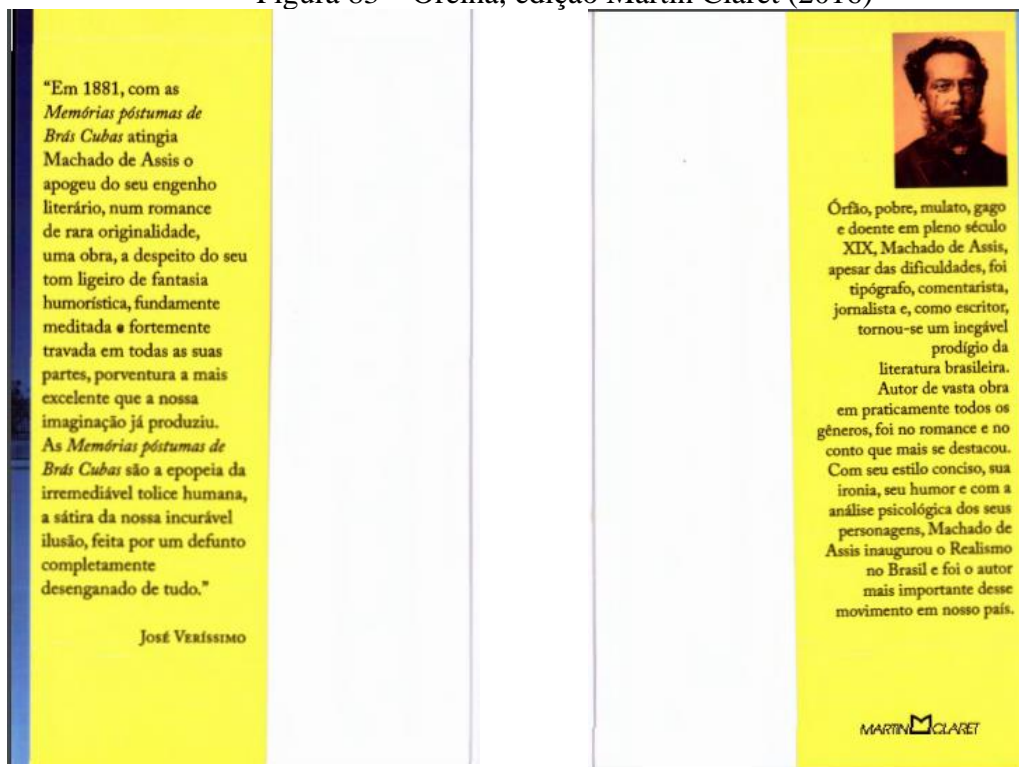 Figura 83 – Orelha, edição Martin Claret (2016)
“Em 1881, com as
Memórias póstumas de
Brás Cubas atingia
Machado de Assis o
apogeu do seu engenho
literário, num romance
de rara originalidade,
uma obra, a despeito do seu
tom ligeiro de fantasia
humorística, fundamente
meditada e fortemente
travada em todas as suas
partes, porventura a mais
excelente que a nossa
imaginação já produziu.
As Memórias póstumas de
Brás Cubas são a epopeia da
irremediável tolice humana,
a sátira da nossa incurável
ilusão, feita por um defunto
completamente
desenganado de tudo.”
José Veríssimo
Órfão, pobre, mulato, gago
e doente em pleno século
XIX, Machado de Assis,
apesar das dificuldades, foi
tipógrafo, comentarista,
jornalista e, como escritor,
tornou-se um inegável
prodígio da
literatura brasileira.
Autor de vasta obra
em praticamente todos os
gêneros, foi no romance e no
conto que mais se destacou.
Com seu estilo conciso, sua
ironia, seu humor e com a
análise psicológica dos seus
personagens, Machado de
Assis inaugurou o Realismo
no Brasil e foi o autor
mais importante desse
movimento em nosso país.
MARTIN CLARET